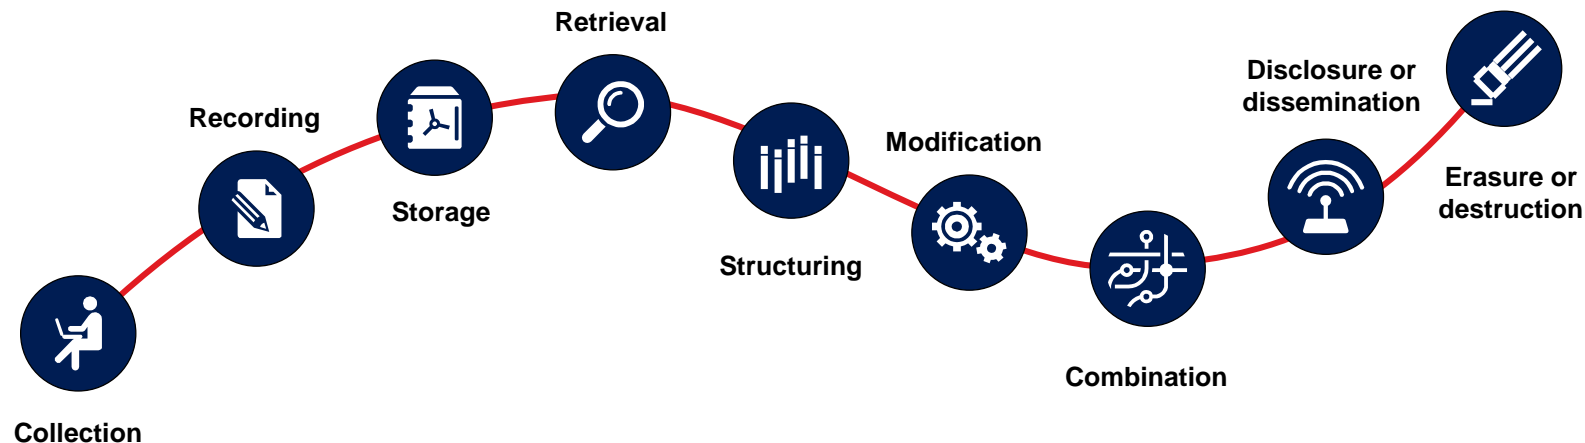 Collection
Recording
Storage
Retrieval
Structuring
Modification
Combination
Disclosure or
dissemination
Erasure or
destruction